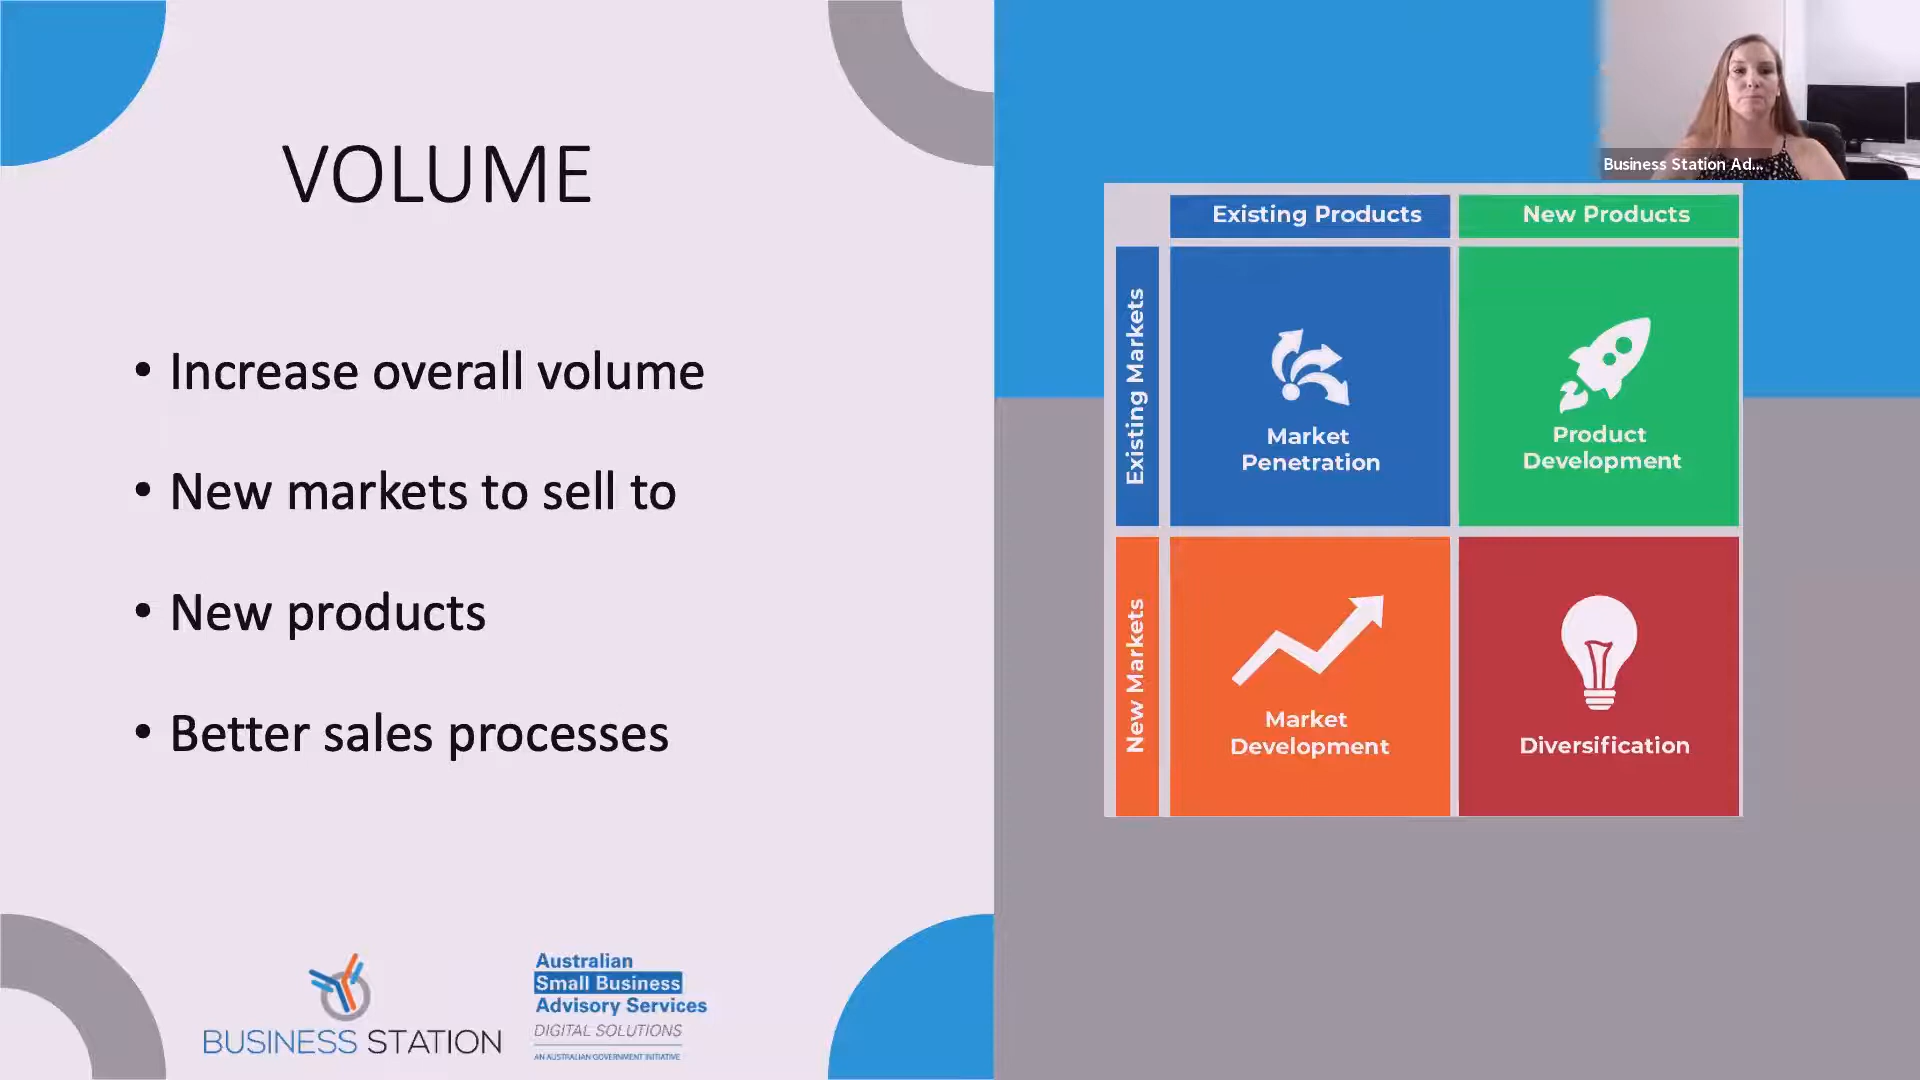 VOLUME
• Increase overall volume
• New markets to sell to
• New products
• Better sales processes
BUSINESS STATION
Australian
Small Business
Advisory Services
DIGITAL SOLUTIONS
AN AUSTRALIAN GOVERNMENT INITIATIVE
Business Station Ad...
Existing Products
New Products
Existing Markets
Market
Penetration
Product
Development
New Markets
Market
Development
Diversification